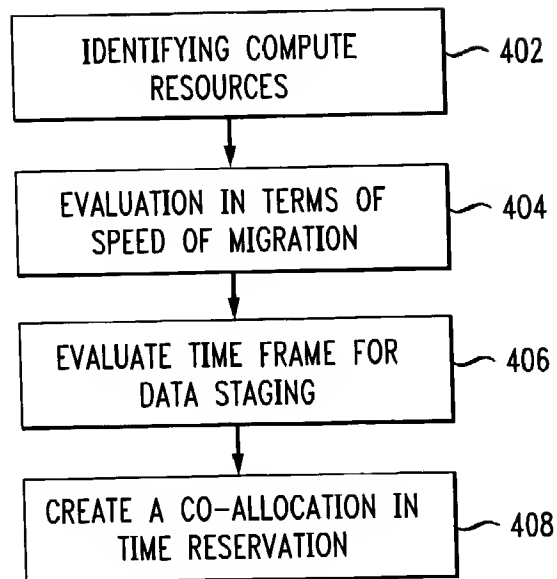 IDENTIFYING COMPUTE
RESOURCES
402
EVALUATION IN TERMS OF
SPEED OF MIGRATION
404
EVALUATE TIME FRAME FOR
DATA STAGING
406
CREATE A CO-ALLOCATION IN
TIME RESERVATION
408